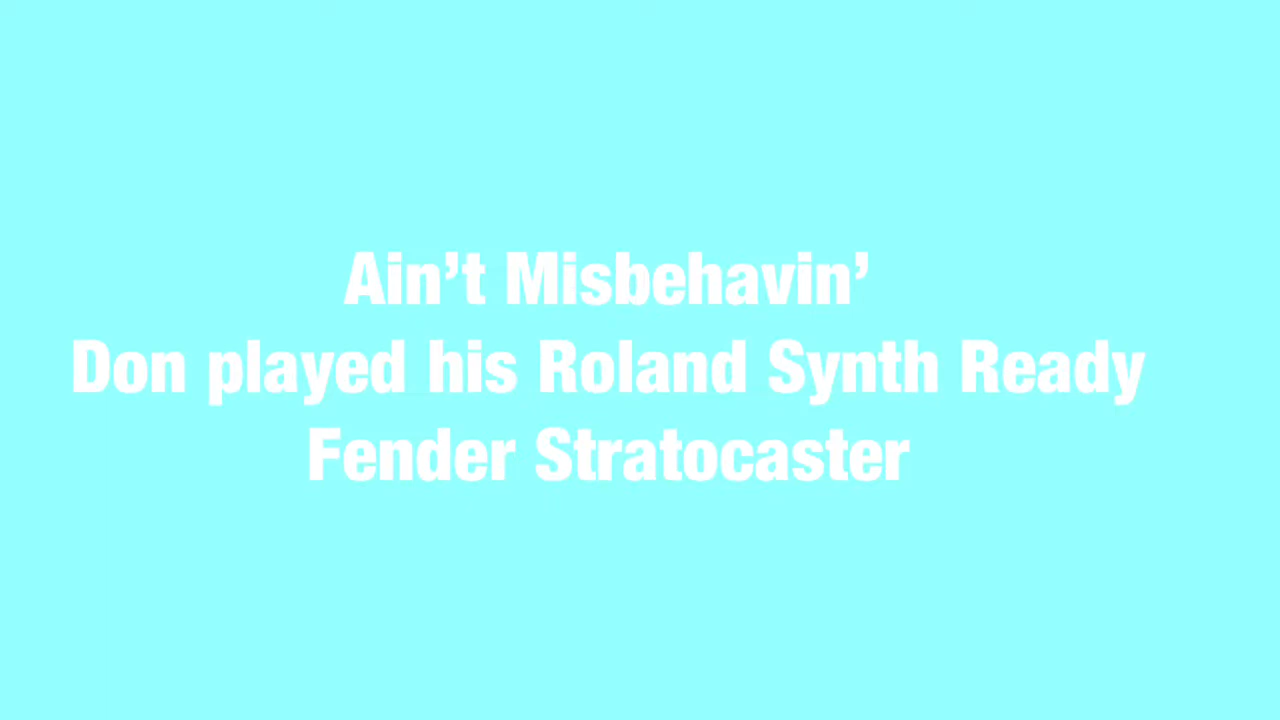 Ain’t Misbehavin’
Don played his Roland Synth Ready
Fender Stratocaster